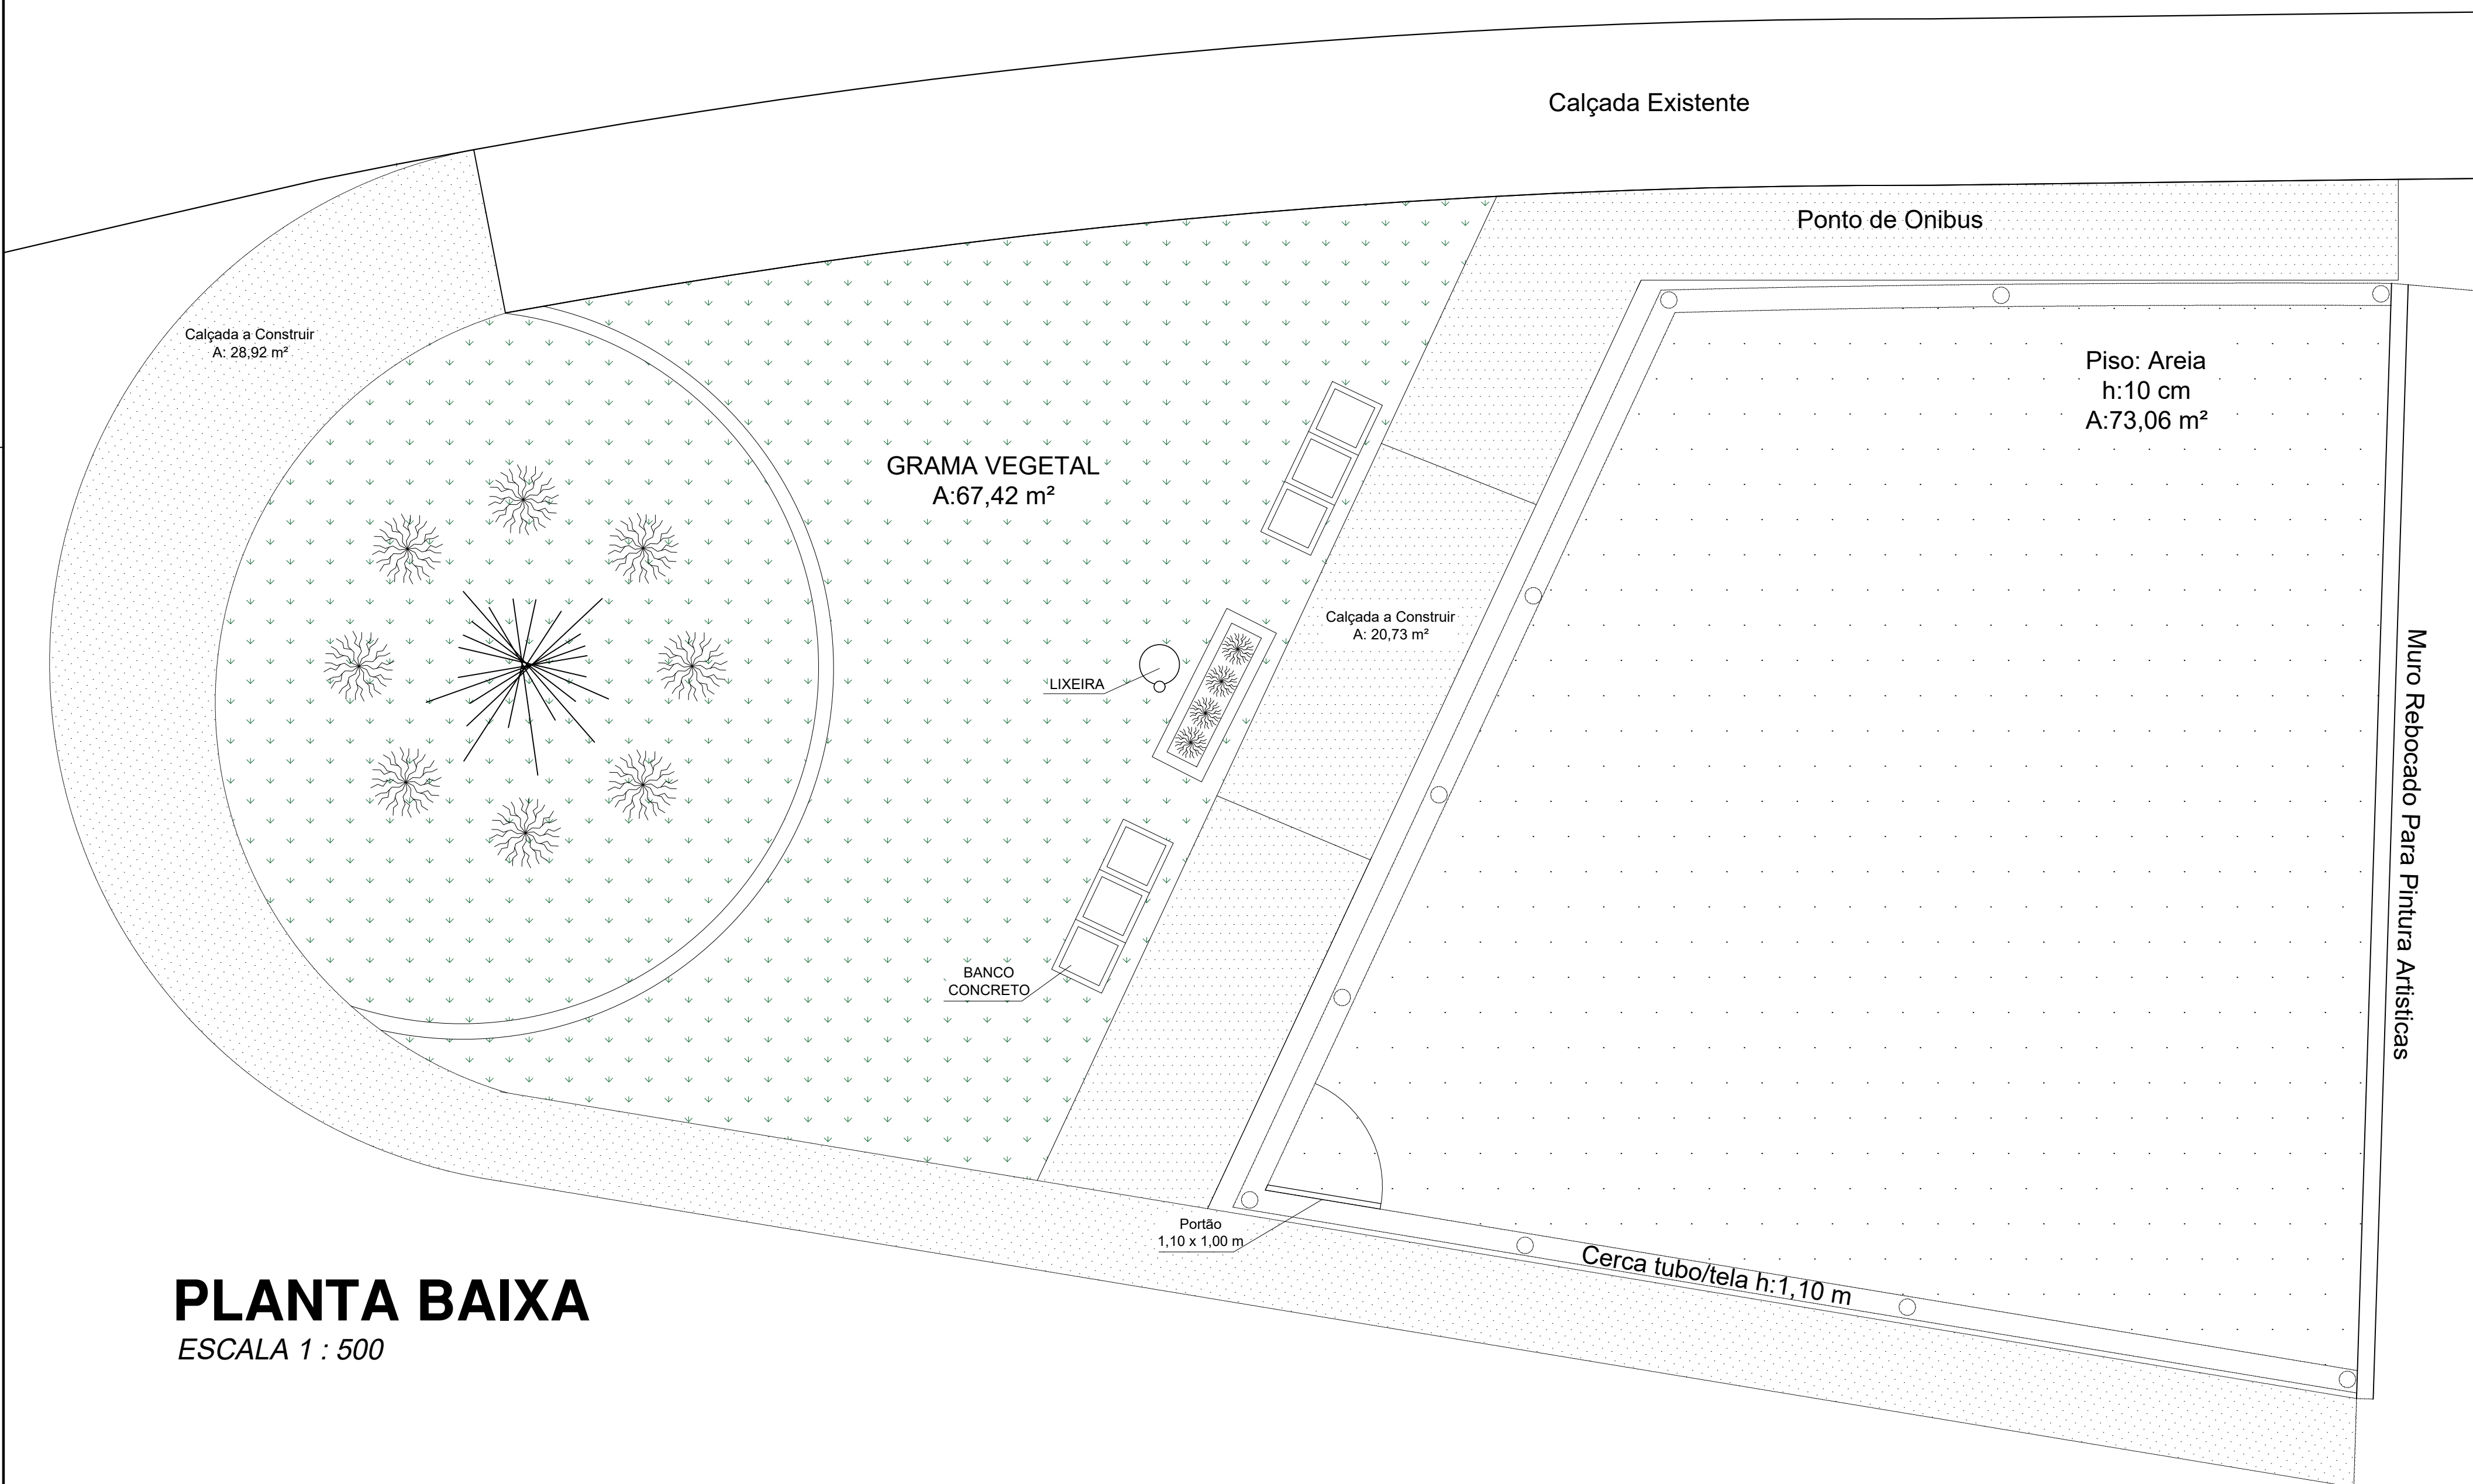 Calçada Existente
Ponto de Onibus
Calçada a Construir
A: 28,92 m²
Piso: Areia
h:10 cm
A:73,06 m²
GRAMA VEGETAL
A:67,42 m²
Calçada a Construir
A: 20,73 m²
LIXEIRA
Muro Rebocado Para Pintura Artisticas
BANCO
CONCRETO
Portão
1,10 x 1,00 m
Cerca tubo/tela h:1,10 m
PLANTA BAIXA
ESCALA 1 : 500